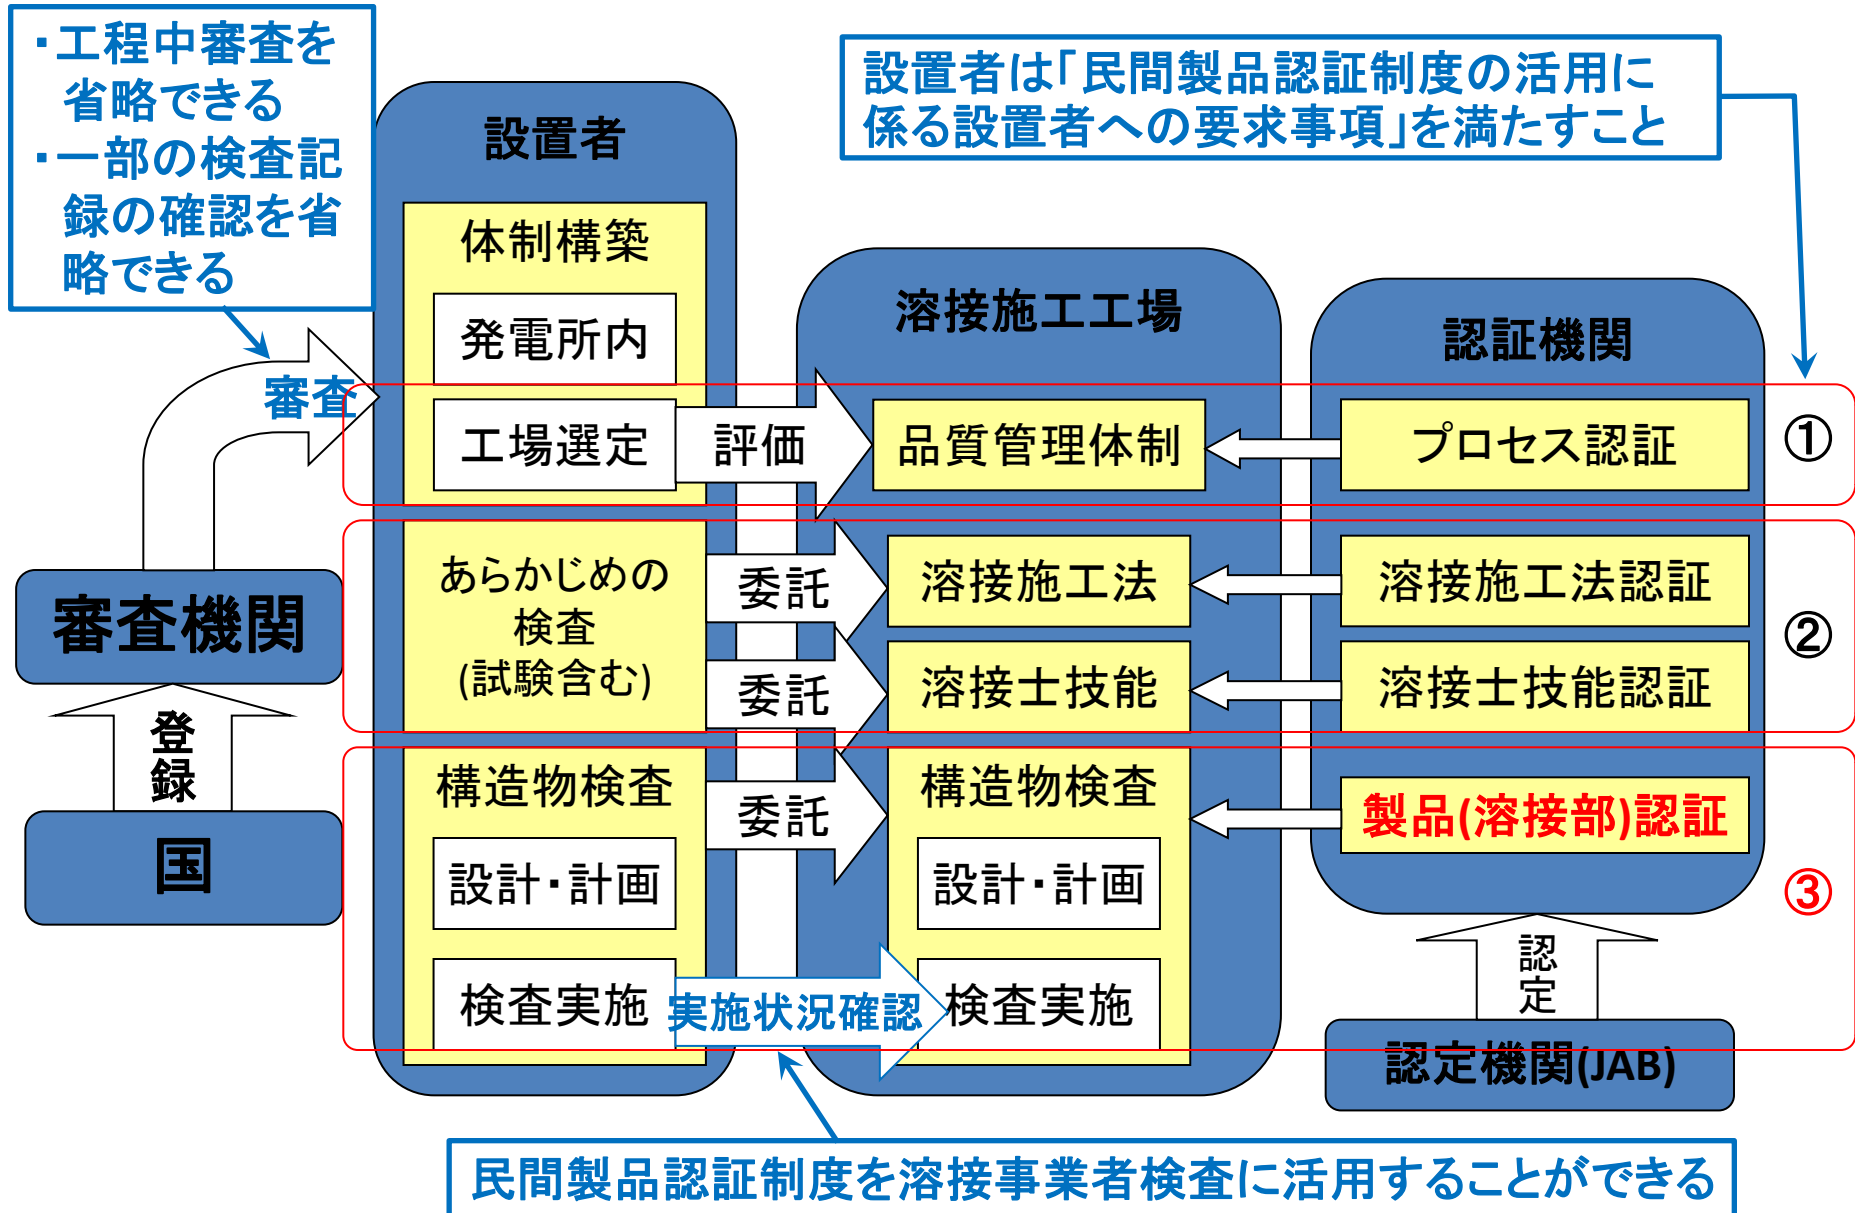 ・工程中審査を
省略できる
・一部の検査記
録の確認を省
略できる
設置者は「民間製品認証制度の活用に
係る設置者への要求事項」を満たすこと
設置者
体制構築
発電所内
工場選定
審査
評価
溶接施工工場
品質管理体制
認証機関
プロセス認証
①
あらかじめの
検査
(試験含む)
委託
委託
溶接施工法
溶接士技能
溶接施工法認証
溶接士技能認証
②
審査機関
登
録
国
構造物検査
設計・計画
検査実施
委託
実施状況確認
構造物検査
設計・計画
検査実施
製品(溶接部)認証
③
認
定
認定機関(JAB)
民間製品認証制度を溶接事業者検査に活用することができる